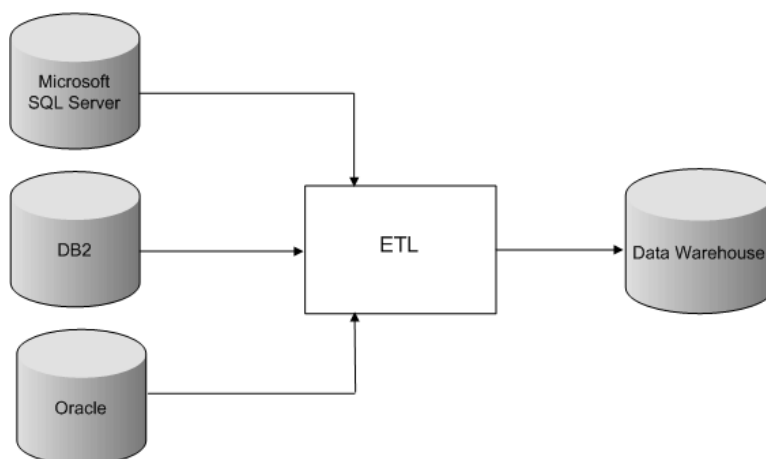 Microsoft
SQL Server
DB2
ETL
Data Warehouse
Oracle